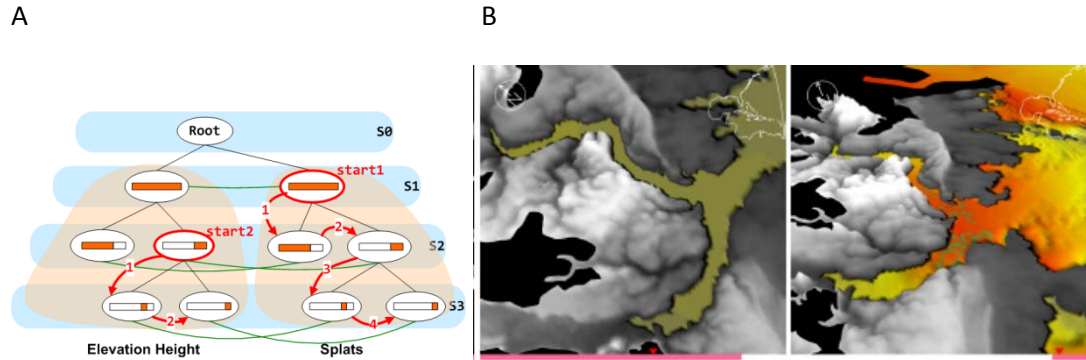 A
B
Root
S0
start1
S1
1
start2
2
S2
1
3
2
4
S3
Elevation Height
Splats
N